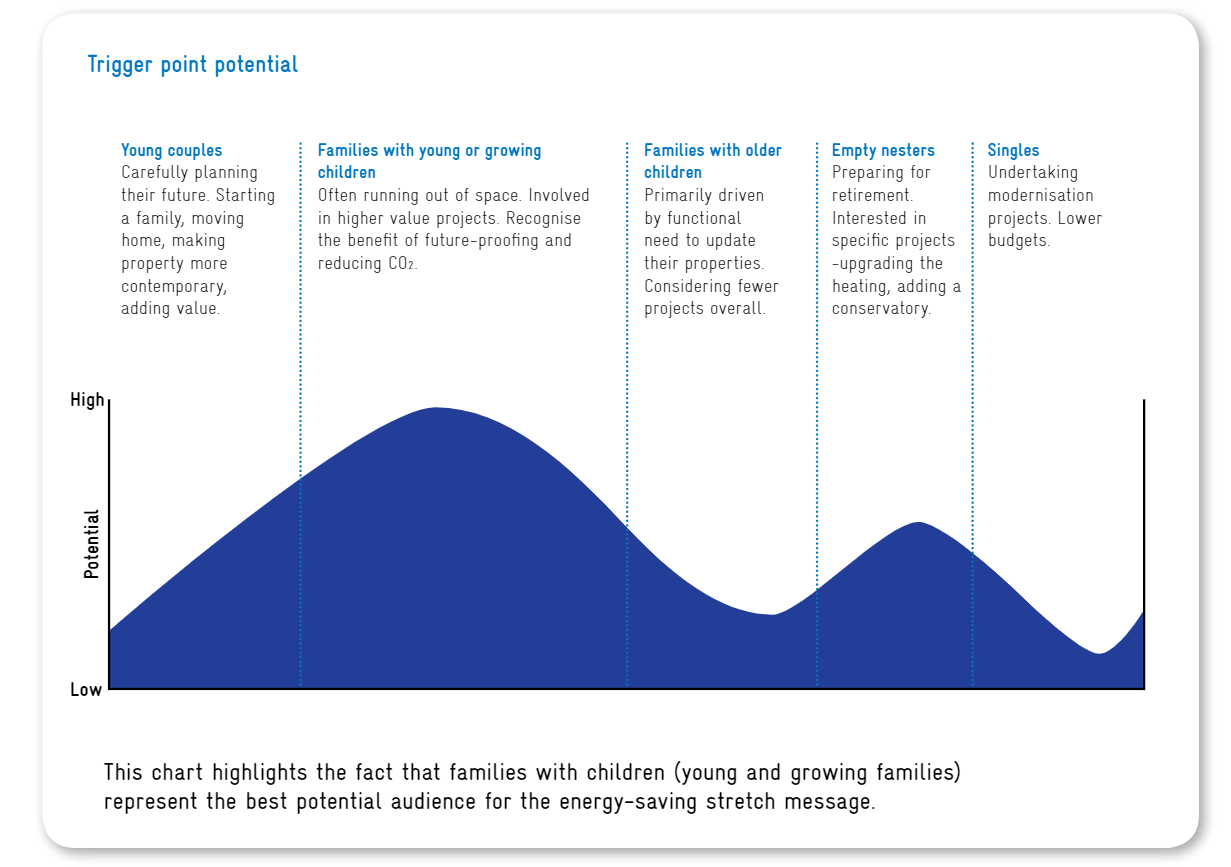 Trigger point potential
Young couples
Carefully planning
their future. Starting
a family, moving
home, making
property more
contemporary,
adding value.
Families with young or growing
children
Often running out of space. Involved
in higher value projects. Recognise
the benefit of future-proofing and
reducing CO₂.
Families with older
children
Primarily driven
by functional
need to update
their properties.
Considering fewer
projects overall.
Empty nesters
Preparing for
retirement.
Interested in
specific projects
-upgrading the
heating, adding a
conservatory.
Singles
Undertaking
modernisation
projects. Lower
budgets.
High
Potential
Low
This chart highlights the fact that families with children (young and growing families)
represent the best potential audience for the energy-saving stretch message.